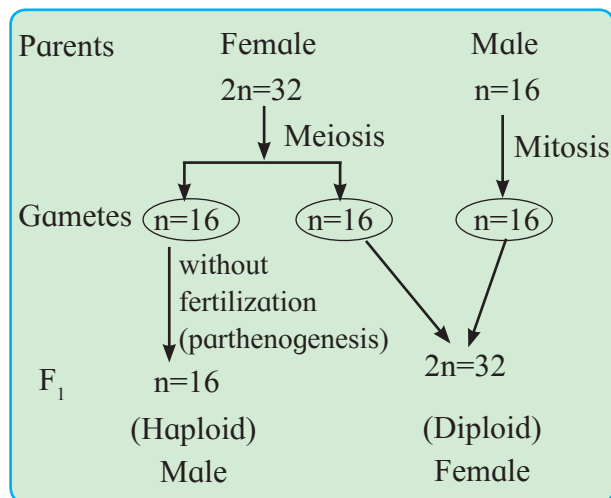 Parents Female Male
2n=32 n=16
Meiosis
Mitosis
Gametes n=16 n=16 n=16
without
fertilization
(parthenogenesis)
F₁ n=16 2n=32
(Haploid) (Diploid)
Male Female